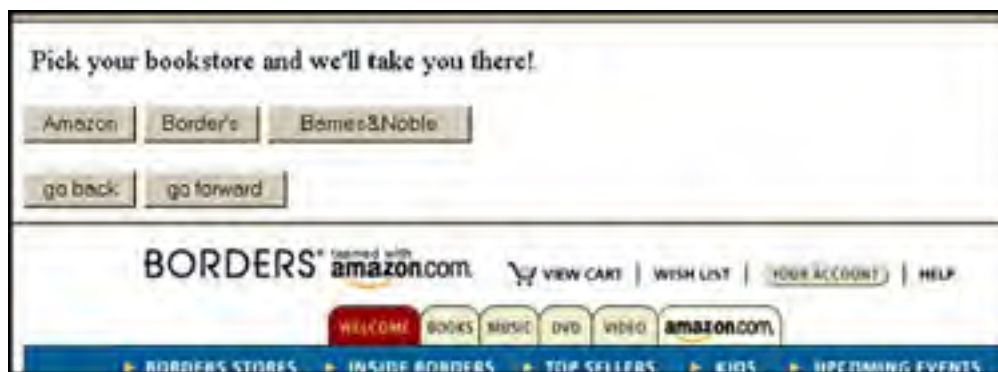 Pick your bookstore and we'll take you there!
Amazon Border's Barnes&Noble
go back go forward
BORDERS teamed with amazon.com. VIEW CART | WISH LIST | YOUR ACCOUNT | HELP
WELCOME BOOKS MUSIC DVD VIDEO amazon.com
BORDERS STORES INSIDE BORDERS TOP SELLERS KIDS UPCOMING EVENTS